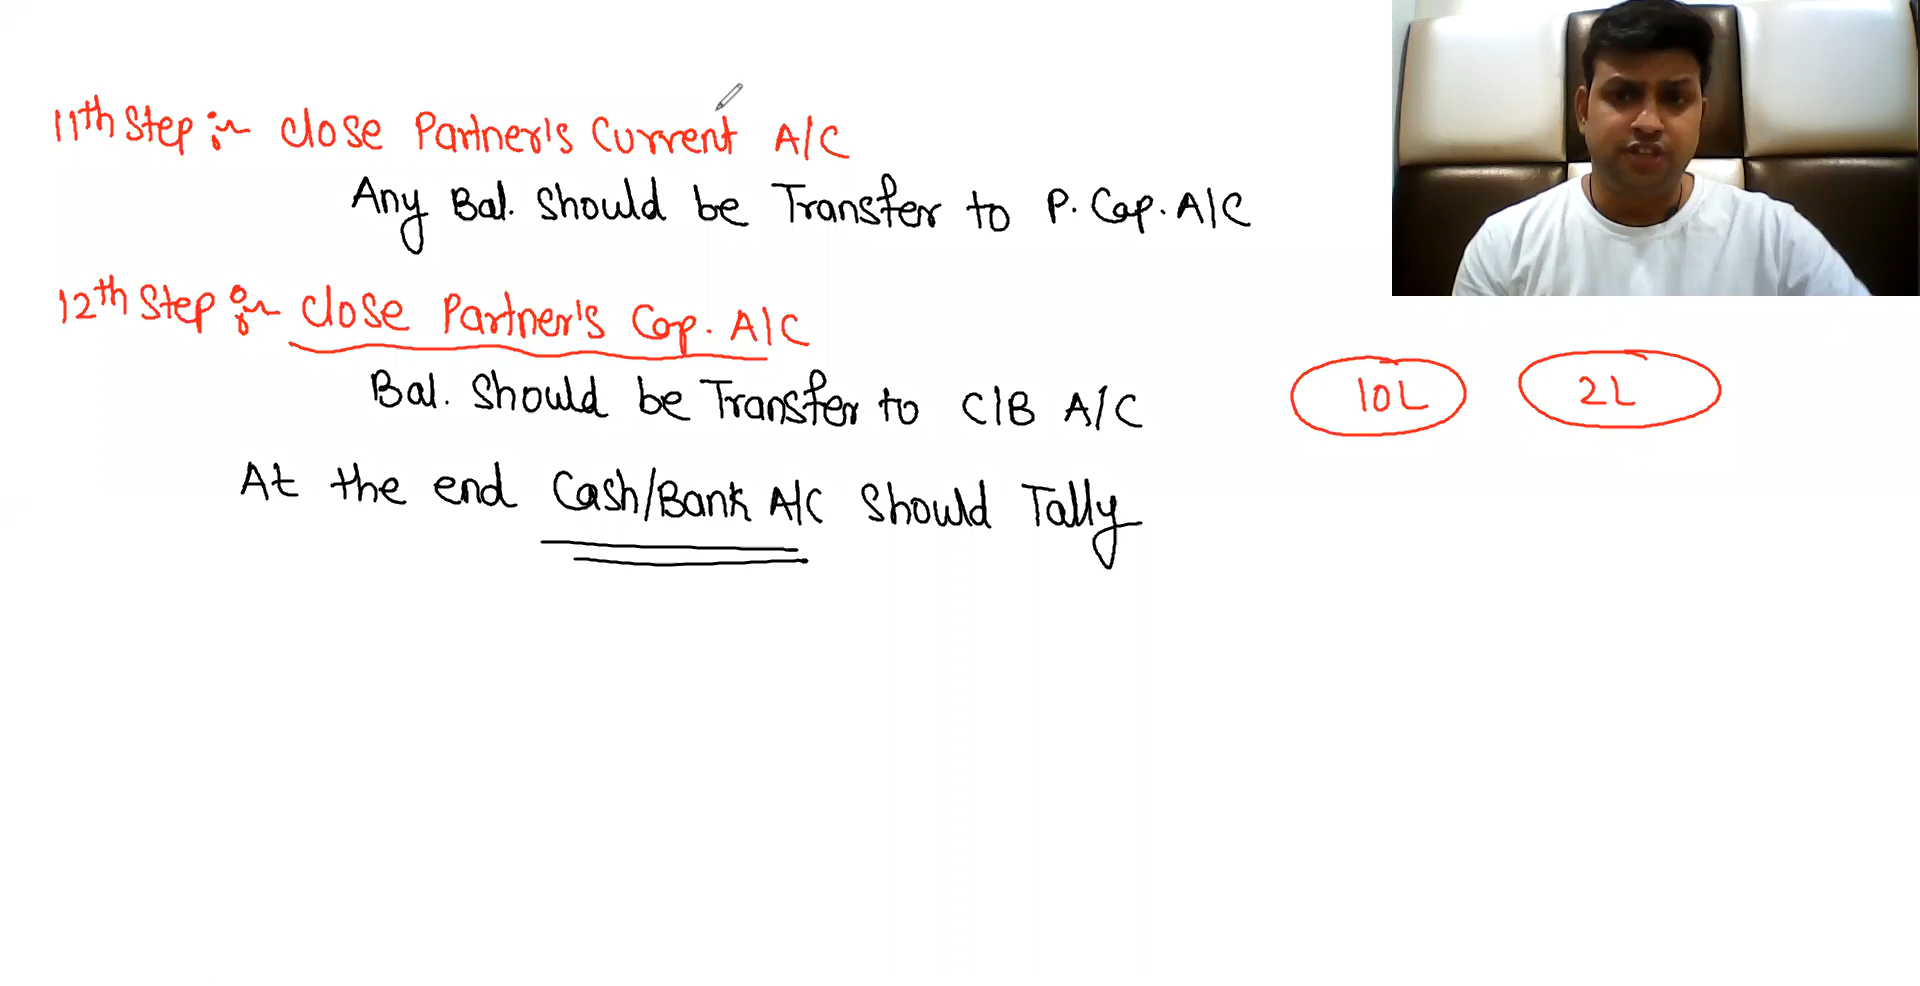 11th Step :- Close Partner's Current A/C
Any Bal. Should be Transfer to P. Cap. A/C
12th Step :- Close Partner's Cap. A/C
Bal. Should be Transfer to C/B A/C
10L 2L
At the end Cash/Bank A/C Should Tally